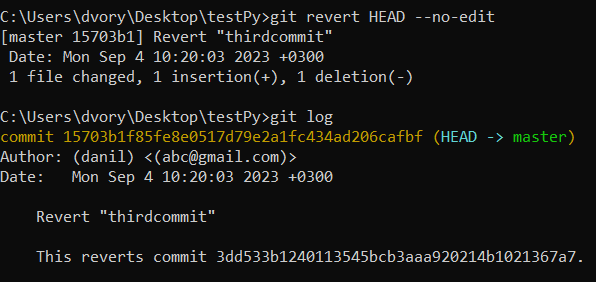 C:\Users\dvory\Desktop\testPy>git revert HEAD --no-edit
[master 15703b1] Revert "thirdcommit"
 Date: Mon Sep 4 10:20:03 2023 +0300
 1 file changed, 1 insertion(+), 1 deletion(-)
C:\Users\dvory\Desktop\testPy>git log
commit 15703b1f85fe8e0517d79e2a1fc434ad206cafbf (HEAD -> master)
Author: (danil) <(abc@gmail.com)>
Date:   Mon Sep 4 10:20:03 2023 +0300
    Revert "thirdcommit"
    This reverts commit 3dd533b1240113545bcb3aaa920214b1021367a7.